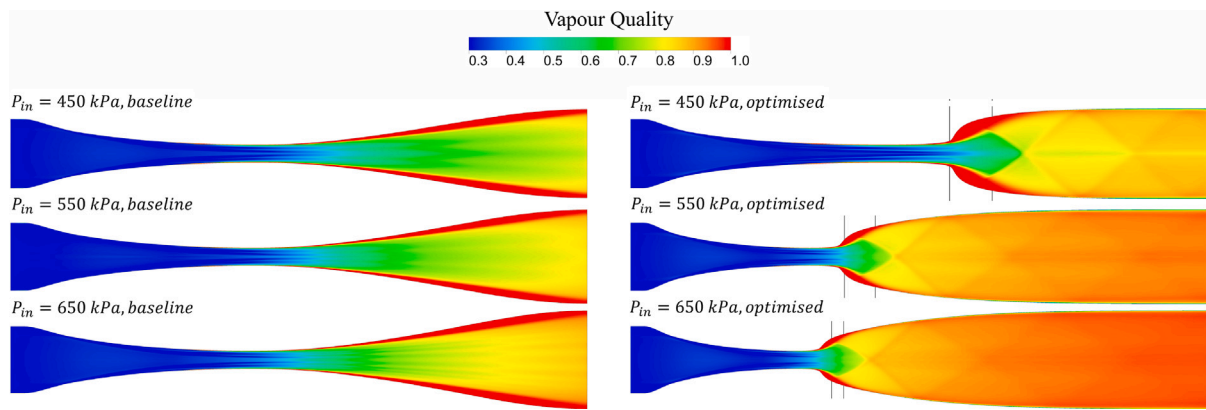 Vapour Quality
0.3 0.4 0.5 0.6 0.7 0.8 0.9 1.0
P_in = 450 kPa, baseline
P_in = 450 kPa, optimised
P_in = 550 kPa, baseline
P_in = 550 kPa, optimised
P_in = 650 kPa, baseline
P_in = 650 kPa, optimised